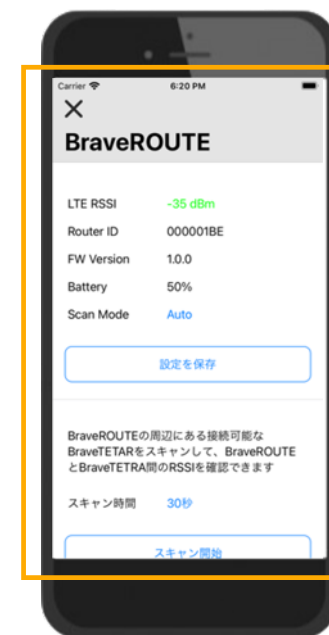 Carrier 6:20 PM
BraveROUTE
LTE RSSI -35 dBm
Router ID 000001BE
FW Version 1.0.0
Battery 50%
Scan Mode Auto
設定を保存
BraveROUTEの周辺にある接続可能な
BraveTETARをスキャンして、BraveROUTE
とBraveTETRA間のRSSIを確認できます
スキャン時間 30秒
スキャン開始